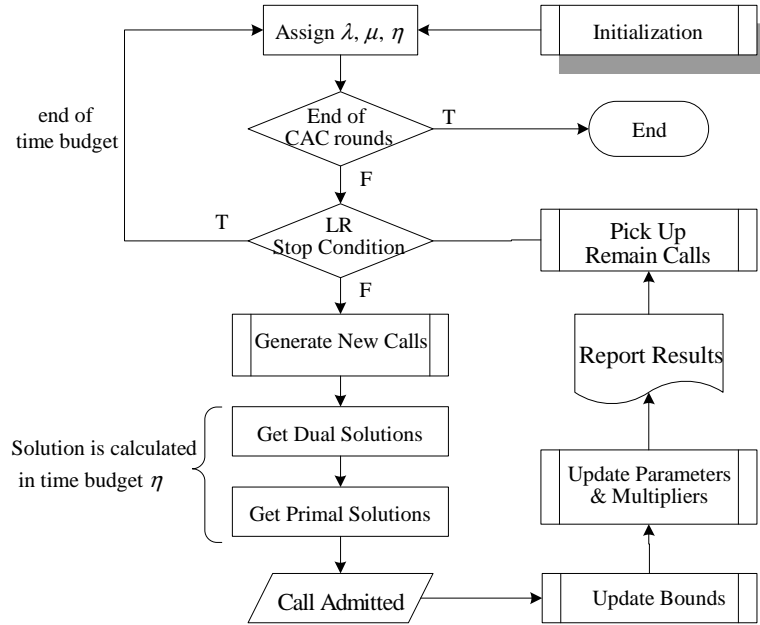 Assign λ, μ, η
Initialization
end of
time budget
End of
CAC rounds
T
End
F
T
LR
Stop Condition
Pick Up
Remain Calls
F
Generate New Calls
Report Results
Solution is calculated
in time budget η
Get Dual Solutions
Update Parameters
& Multipliers
Get Primal Solutions
Call Admitted
Update Bounds